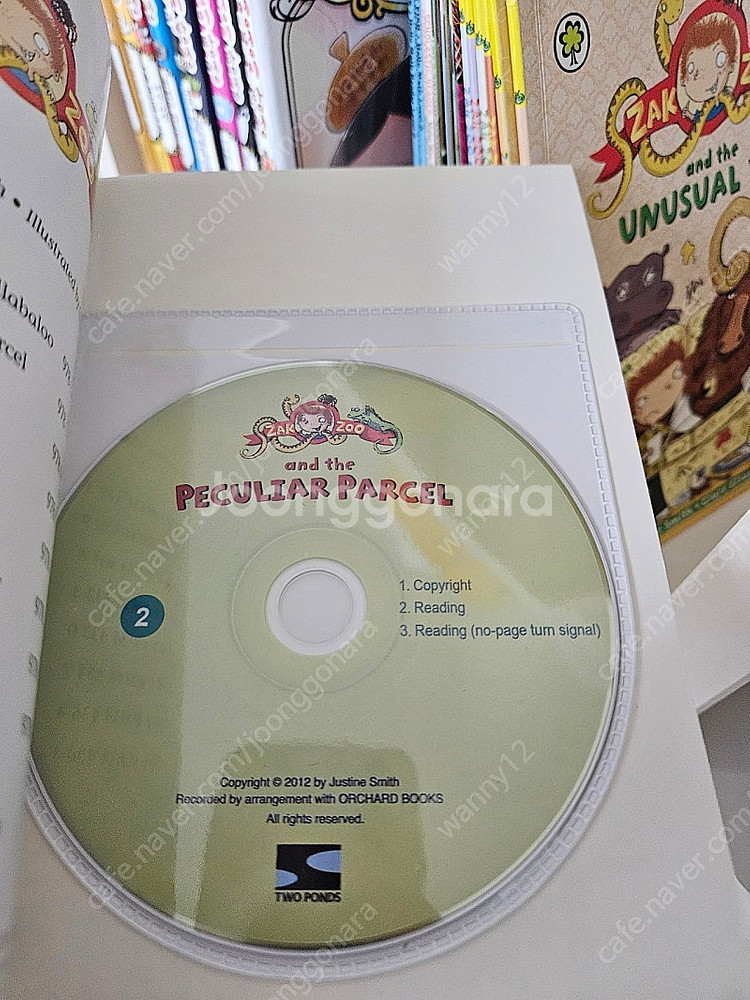 ZAK ZOO
and the
PECULIAR PARCEL
2
1. Copyright
2. Reading
3. Reading (no-page turn signal)
Copyright © 2012 by Justine Smith
Recorded by arrangement with ORCHARD BOOKS
All rights reserved.
TWO PONDS
ZAK
and the
UNUSUAL
ZOO
• Illustrated by
joonggonara
cafe.naver.com/joonggonara
wanny12